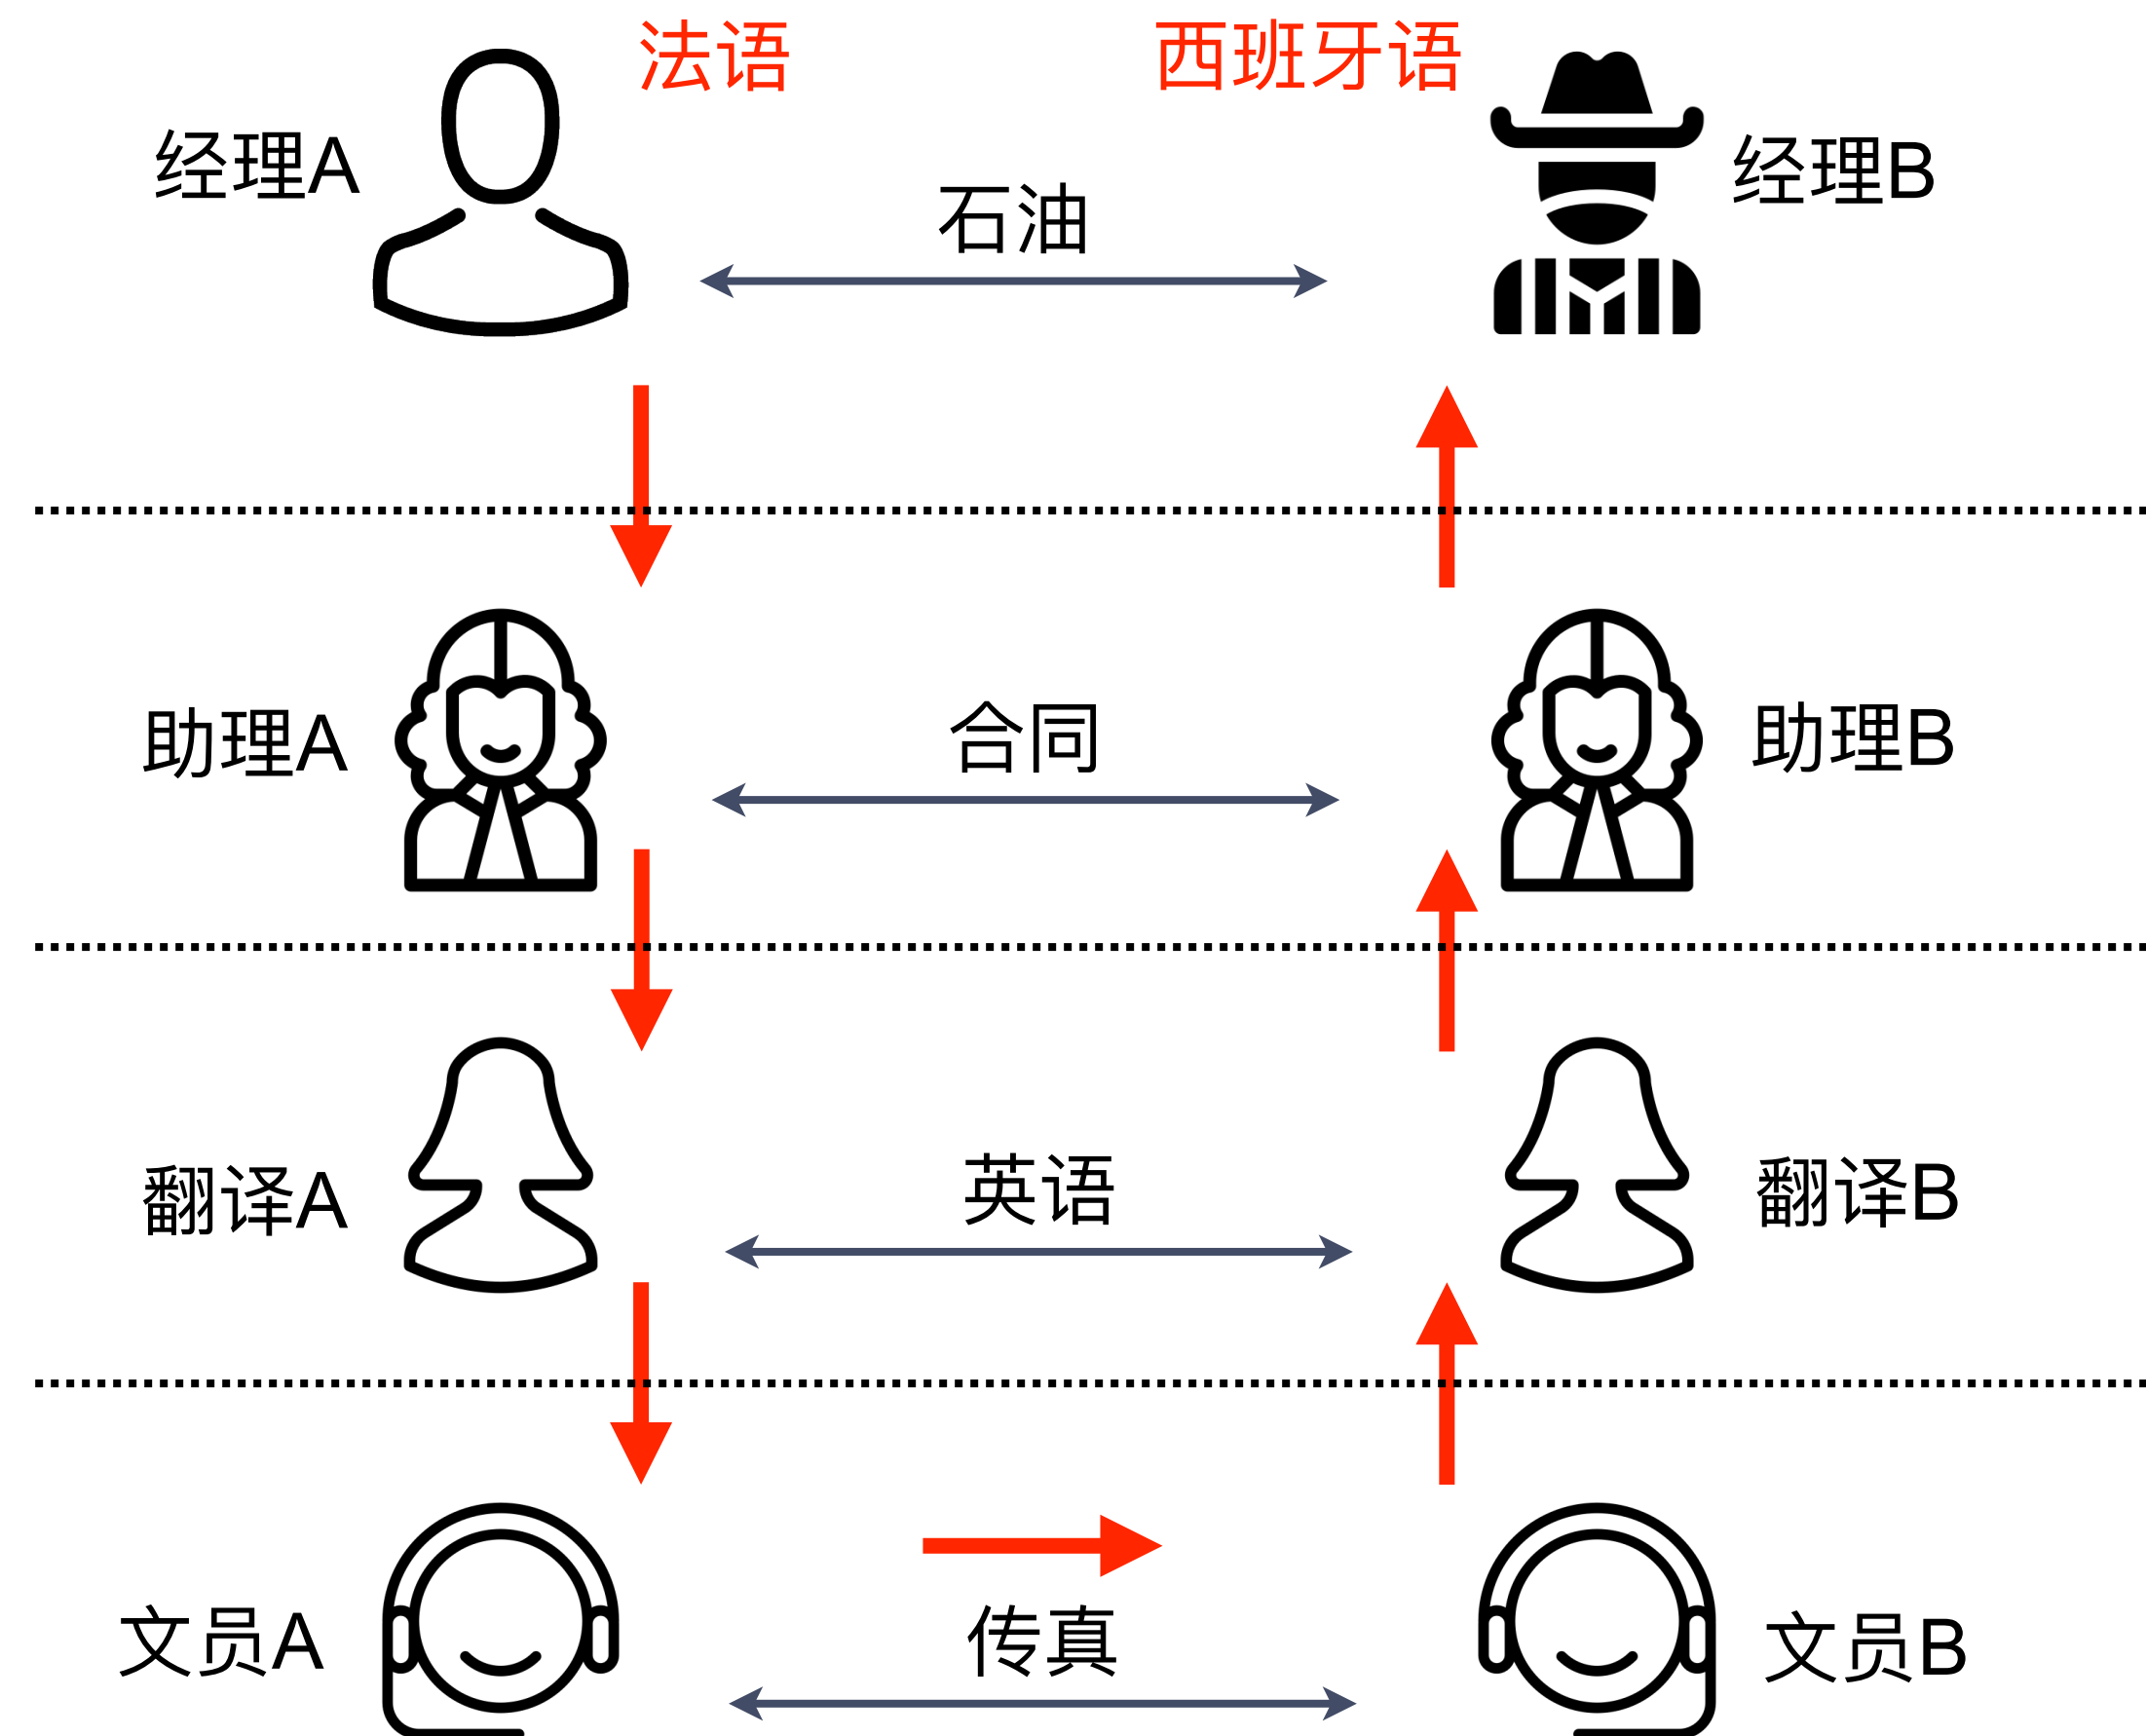 法语
西班牙语
经理A
石油
经理B
助理A
合同
助理B
翻译A
英语
翻译B
文员A
传真
文员B